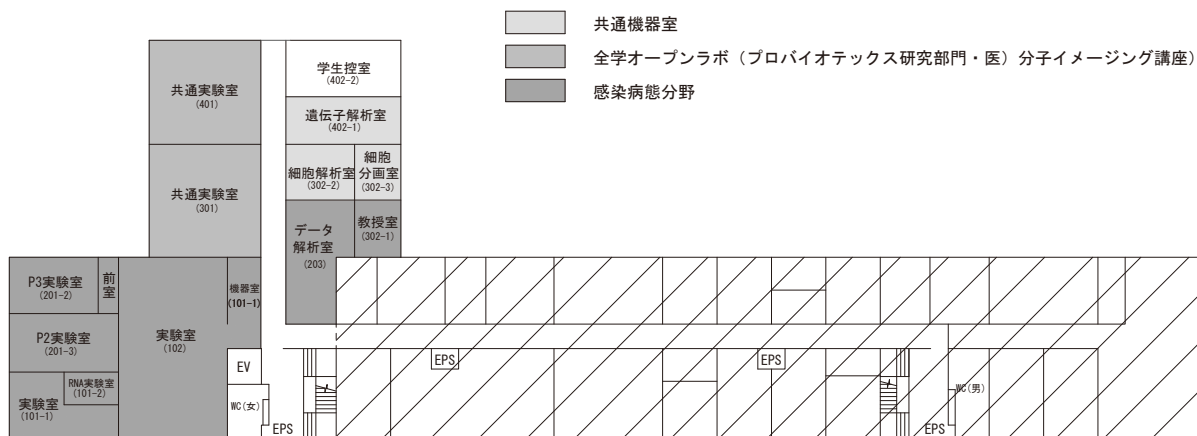 共通機器室
全学オープンラボ（プロバイオテックス研究部門・医）分子イメージング講座）
感染病態分野
学生控室
(402-2)
共通実験室
(401)
遺伝子解析室
(402-1)
細胞解析室
(302-2)
細胞
分画室
(302-3)
共通実験室
(301)
データ
解析室
(203)
教授室
(302-1)
P3実験室
(201-2)
前
室
機器室
(101-1)
P2実験室
(201-3)
実験室
(102)
RNA実験室
(101-2)
実験室
(101-1)
EV
WC(女)
EPS
EPS
EPS
WC(男)
EPS